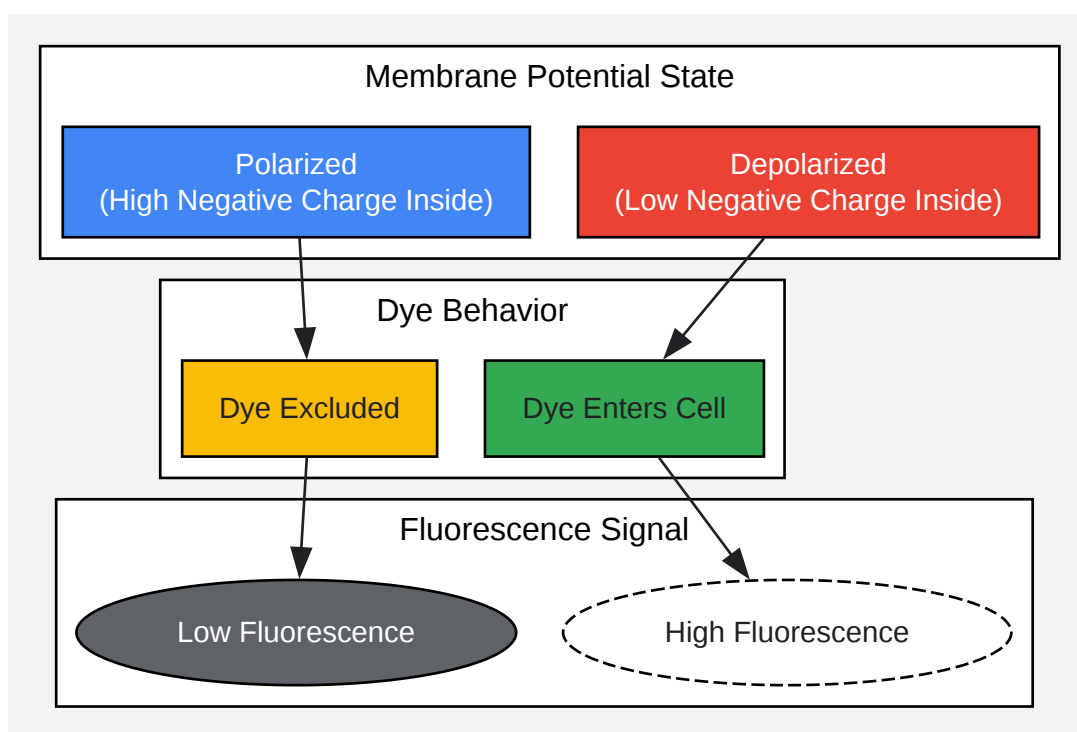 Membrane Potential State
Polarized
(High Negative Charge Inside)
Depolarized
(Low Negative Charge Inside)
Dye Behavior
Dye Excluded
Dye Enters Cell
Fluorescence Signal
Low Fluorescence
High Fluorescence